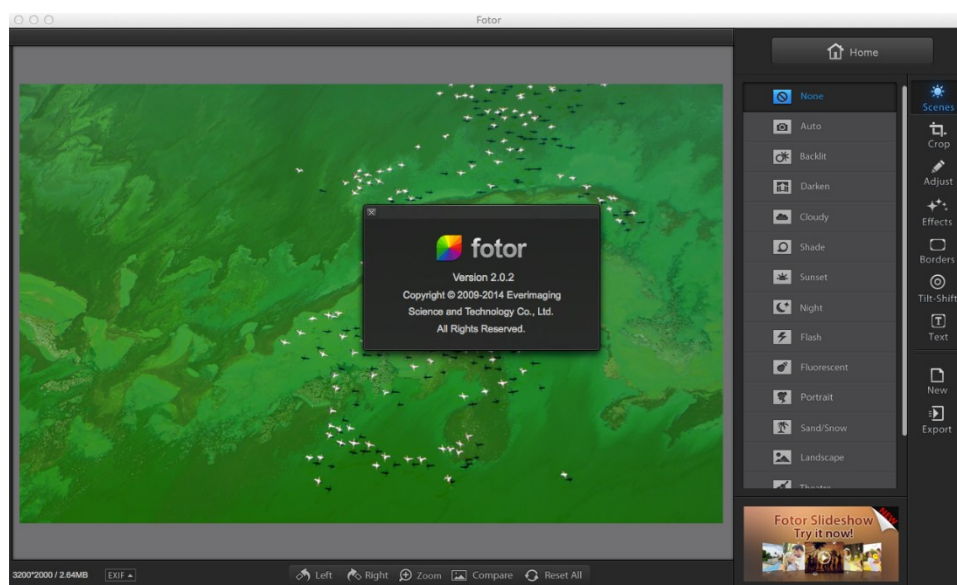 Fotor
Home
None
Auto
Backlit
Darken
Cloudy
Shade
Sunset
Night
Flash
Fluorescent
Portrait
Sand/Snow
Landscape
Theatre
Scenes
Crop
Adjust
Effects
Borders
Tilt-Shift
T
Text
New
Export
fotor
Version 2.0.2
Copyright © 2009-2014 Everimaging
Science and Technology Co., Ltd.
All Rights Reserved.
Fotor Slideshow
Try it now!
NEW
3200*2000 / 2.64MB
EXIF
Left
Right
Zoom
Compare
Reset All